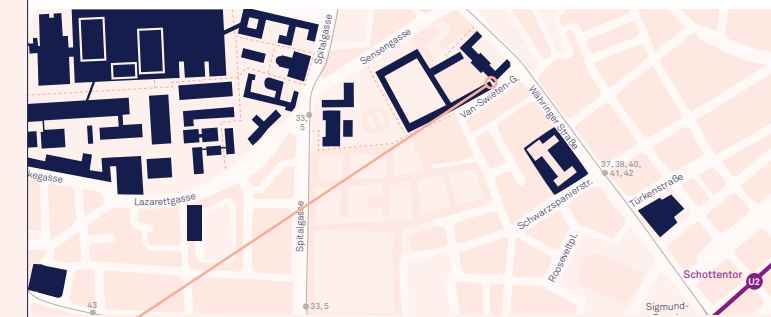 Spitalgasse
Sensengasse
Van-Swieten-G.
Währinger Straße
33,
5
37, 38, 40,
41, 42
kegasse
Lazarettgasse
Türkenstraße
Schwarzspanierstr.
Spitalgasse
Rooseveltpl.
Schottentor
U2
43
33, 5
Sigmund-